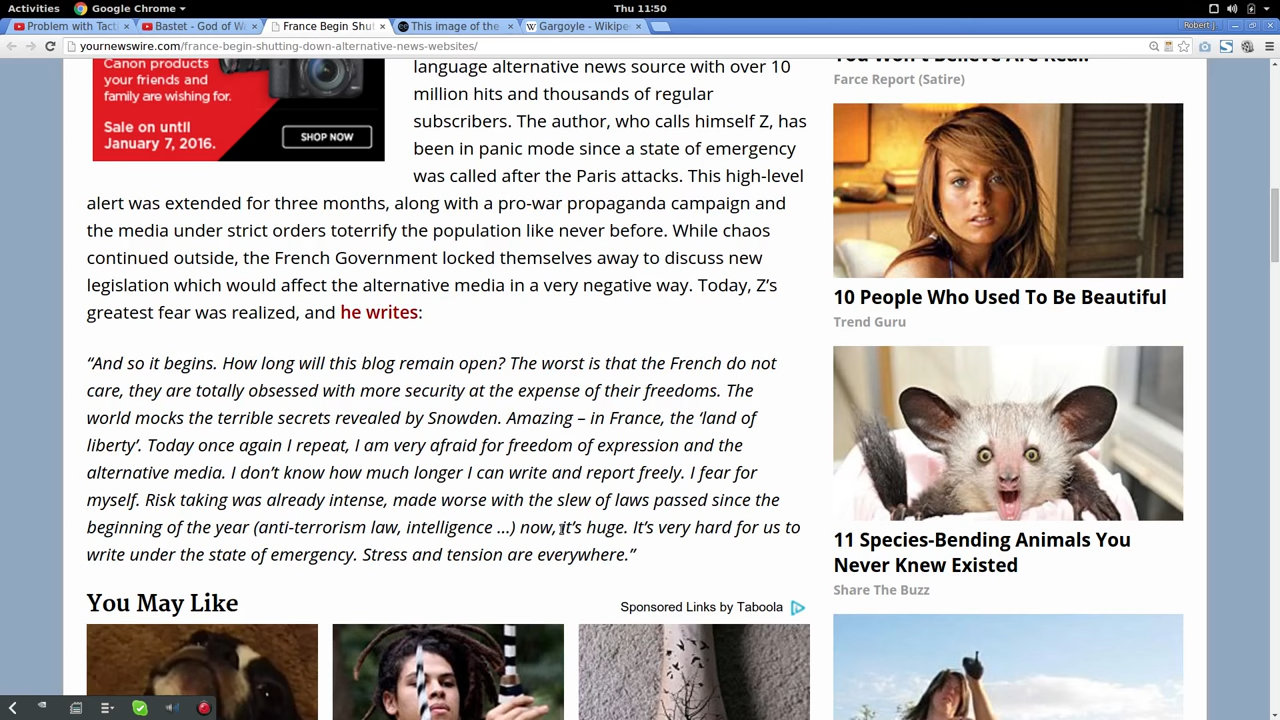 Activities
Google Chrome
Thu 11:50
Problem with Tacti
Bastet - God of W
France Begin Shut
This image of the
Gargoyle - Wikipe
Robert J.
yournewswire.com/france-begin-shutting-down-alternative-news-websites/
Canon products
your friends and
family are wishing for.
Sale on until
January 7, 2016.
SHOP NOW
language alternative news source with over 10
million hits and thousands of regular
subscribers. The author, who calls himself Z, has
been in panic mode since a state of emergency
was called after the Paris attacks. This high-level
alert was extended for three months, along with a pro-war propaganda campaign and
the media under strict orders toterrify the population like never before. While chaos
continued outside, the French Government locked themselves away to discuss new
legislation which would affect the alternative media in a very negative way. Today, Z’s
greatest fear was realized, and he writes:
“And so it begins. How long will this blog remain open? The worst is that the French do not
care, they are totally obsessed with more security at the expense of their freedoms. The
world mocks the terrible secrets revealed by Snowden. Amazing – in France, the ‘land of
liberty’. Today once again I repeat, I am very afraid for freedom of expression and the
alternative media. I don’t know how much longer I can write and report freely. I fear for
myself. Risk taking was already intense, made worse with the slew of laws passed since the
beginning of the year (anti-terrorism law, intelligence …) now, it’s huge. It’s very hard for us to
write under the state of emergency. Stress and tension are everywhere.”
You May Like
Sponsored Links by Taboola
You Won't Believe Are Real!
Farce Report (Satire)
10 People Who Used To Be Beautiful
Trend Guru
11 Species-Bending Animals You
Never Knew Existed
Share The Buzz